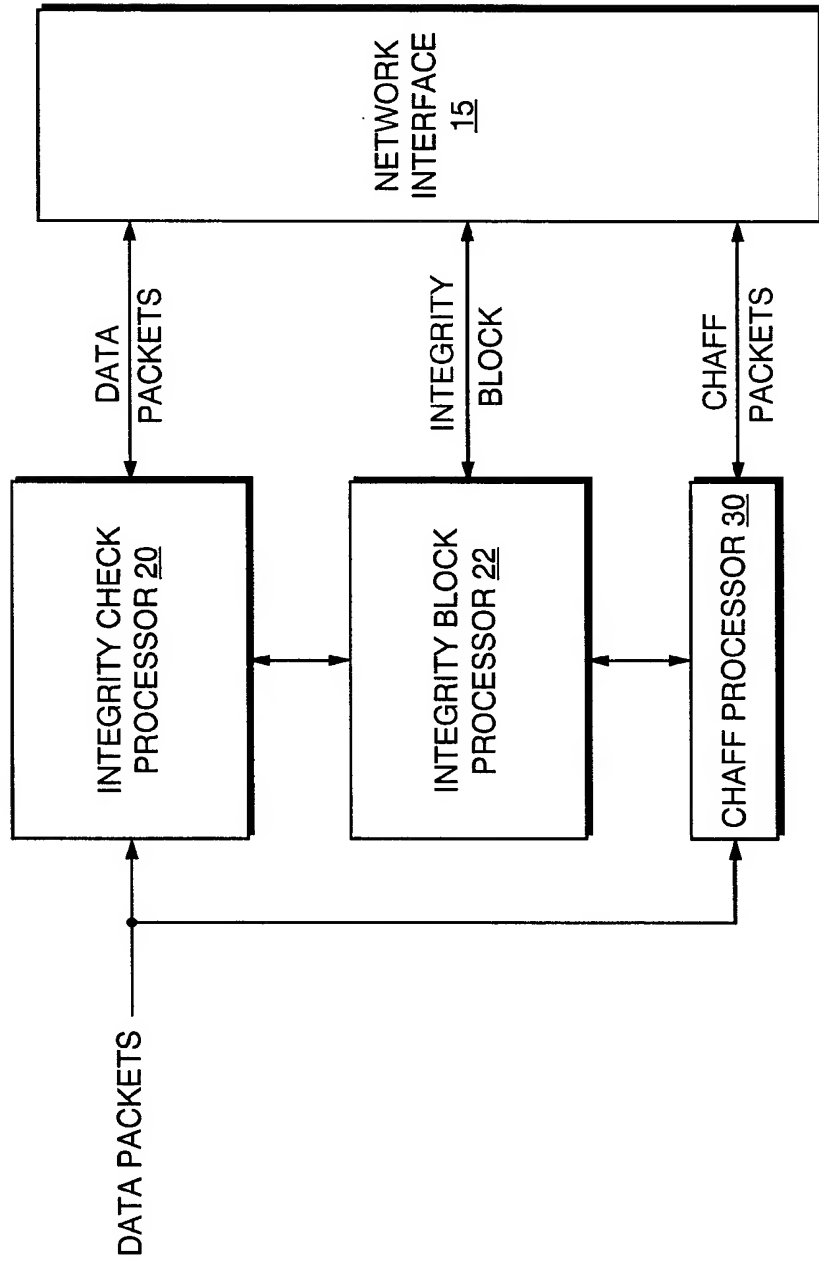 DATA PACKETS
INTEGRITY CHECK
PROCESSOR 20
INTEGRITY BLOCK
PROCESSOR 22
CHAFF PROCESSOR 30
DATA
PACKETS
INTEGRITY
BLOCK
CHAFF
PACKETS
NETWORK
INTERFACE
15